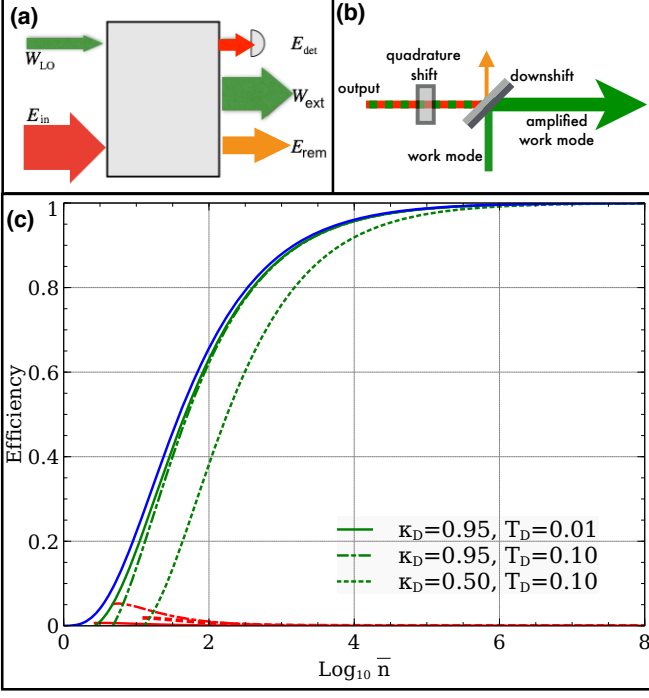 (a)
W_LO
E_in
E_det
W_ext
E_rem
(b)
quadrature
shift
downshift
output
amplified
work mode
work mode
(c)
1
0.8
0.6
0.4
0.2
0
Efficiency
κ_D=0.95, T_D=0.01
κ_D=0.95, T_D=0.10
κ_D=0.50, T_D=0.10
0 2 4 6 8
Log₁₀ n̅